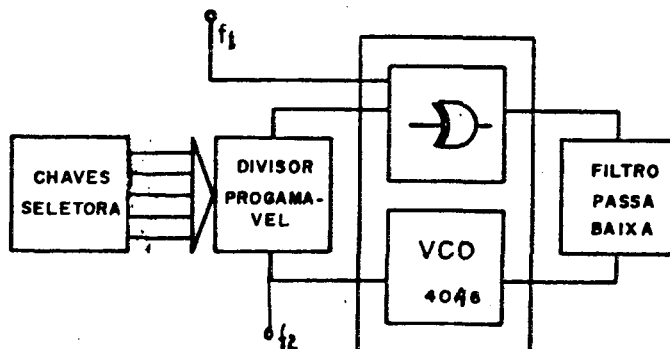 f1
CHAVES
SELETORA
DIVISOR
PROGAMA-
VEL
FILTRO
PASSA
BAIXA
VCO
4046
f2